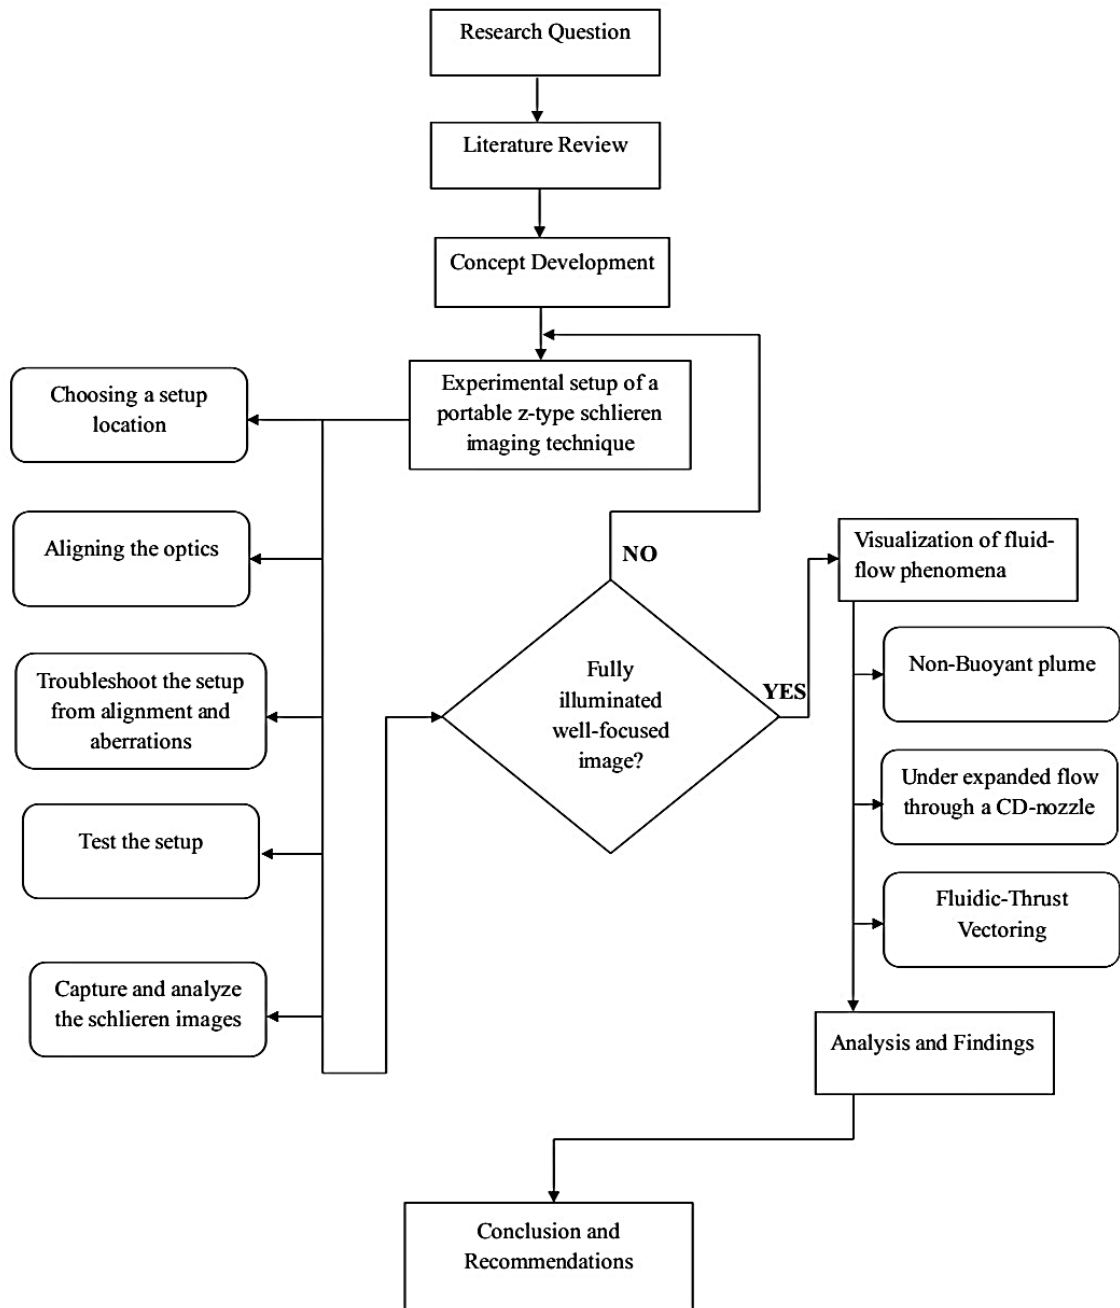 Research Question
Literature Review
Concept Development
Experimental setup of a
portable z-type schlieren
imaging technique
Choosing a setup
location
Aligning the optics
Troubleshoot the setup
from alignment and
aberrations
Test the setup
Capture and analyze
the schlieren images
Fully
illuminated
well-focused
image?
NO
YES
Visualization of fluid-
flow phenomena
Non-Buoyant plume
Under expanded flow
through a CD-nozzle
Fluidic-Thrust
Vectoring
Analysis and Findings
Conclusion and
Recommendations